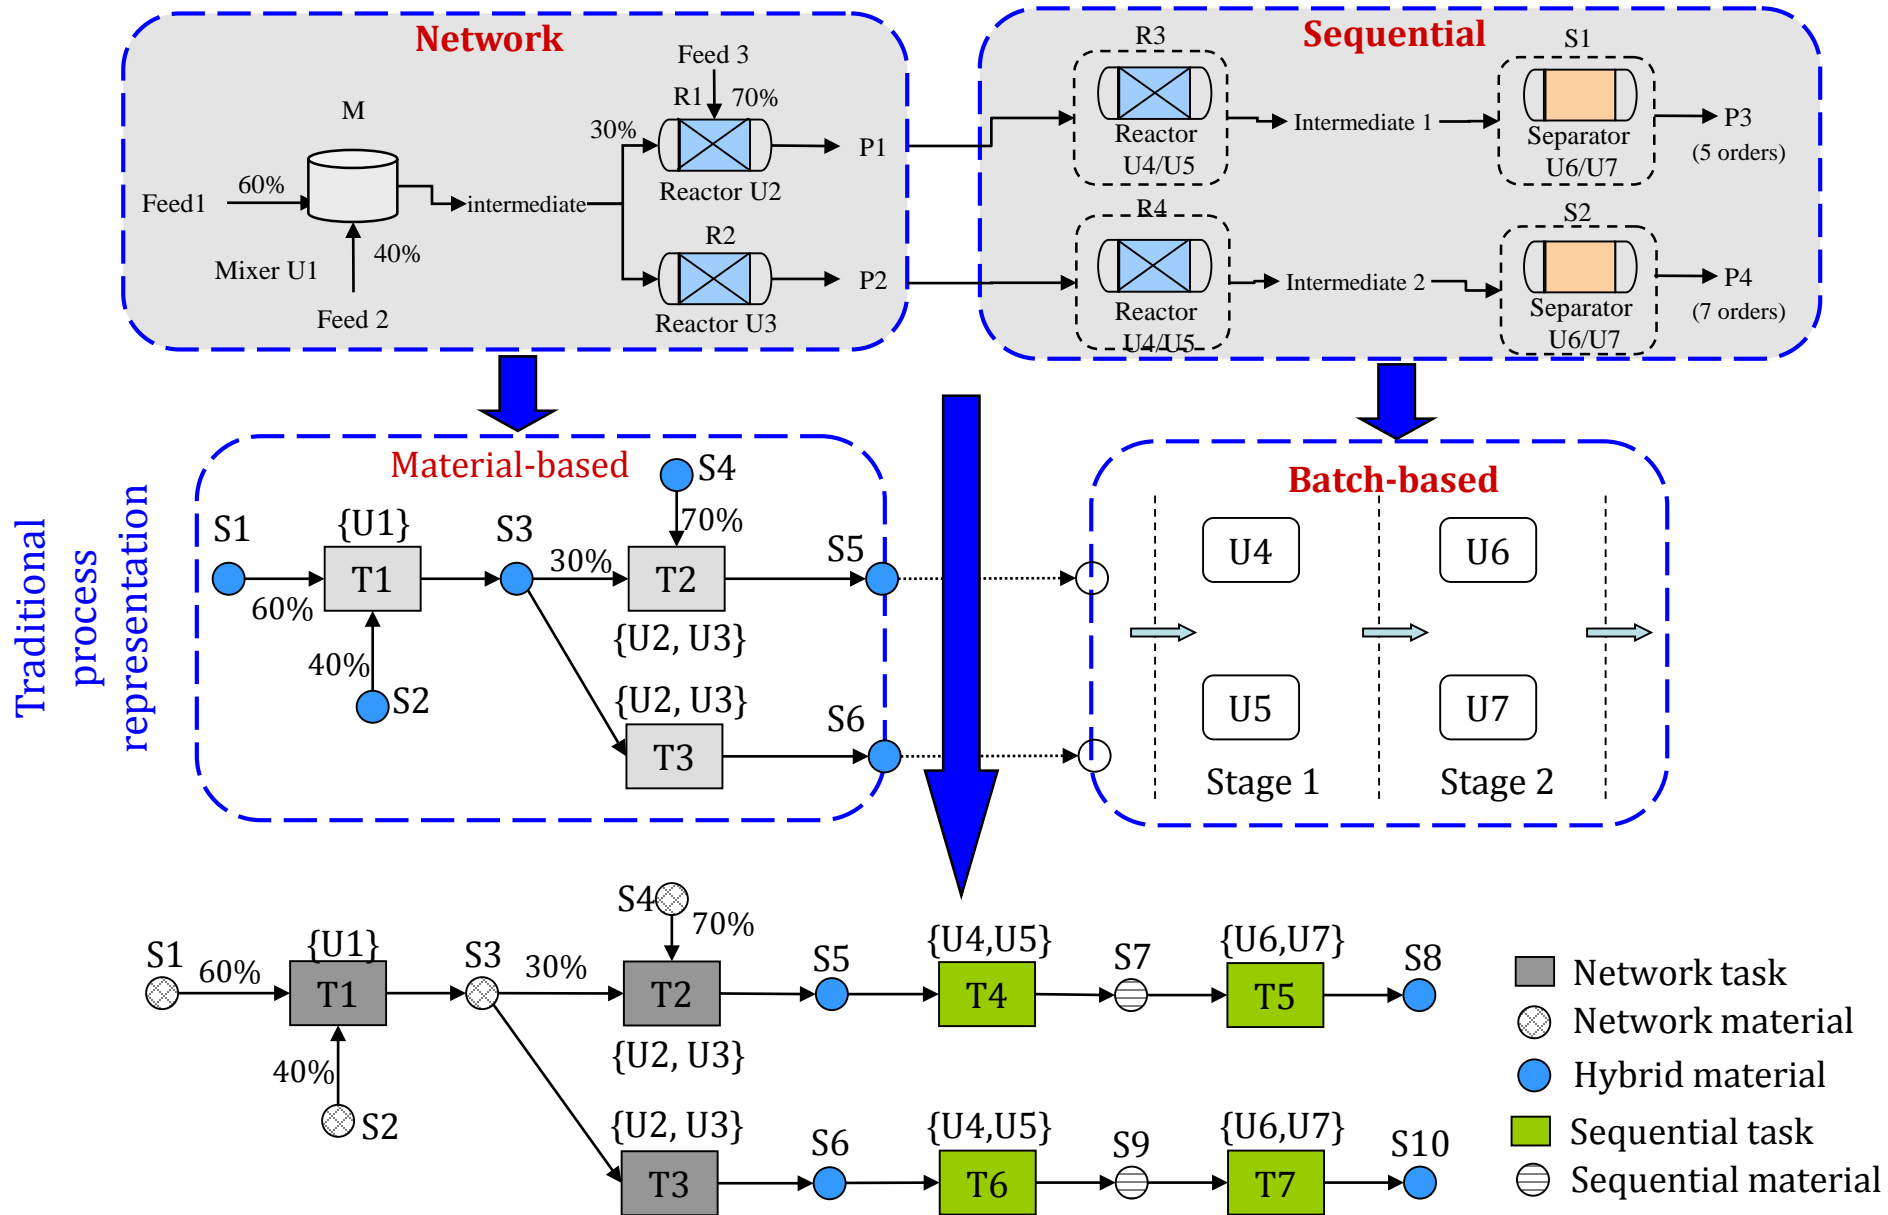 Network
Feed 3
M
R1
70%
30%
60%
Feed1
intermediate
P1
Reactor U2
40%
R2
Mixer U1
P2
Feed 2
Reactor U3
Sequential
R3
S1
Reactor
U4/U5
Intermediate 1
Separator
U6/U7
P3
(5 orders)
R4
S2
Reactor
U4/U5
Intermediate 2
Separator
U6/U7
P4
(7 orders)
Traditional
process
representation
Material-based
S4
S1
{U1}
S3
70%
30%
S5
T1
T2
60%
{U2, U3}
40%
S2
{U2, U3}
S6
T3
Batch-based
U4
U6
U5
U7
Stage 1
Stage 2
S4
70%
{U1}
{U4,U5}
{U6,U7}
S1
60%
S3
30%
S5
S7
S8
T1
T2
T4
T5
40%
{U2, U3}
S2
{U2, U3}
{U4,U5}
{U6,U7}
S6
S9
S10
T3
T6
T7
Network task
Network material
Hybrid material
Sequential task
Sequential material